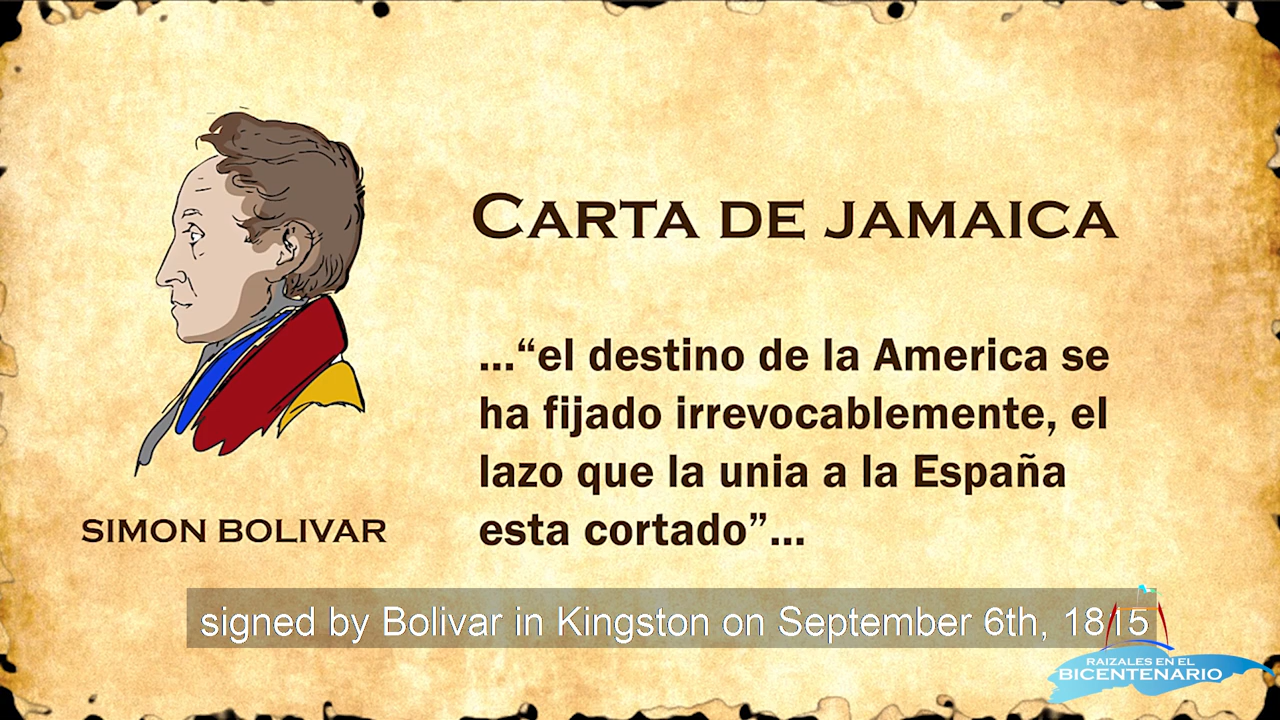 CARTA DE JAMAICA
..."el destino de la America se
ha fijado irrevocablemente, el
lazo que la unia a la España
esta cortado"...
SIMON BOLIVAR
signed by Bolivar in Kingston on September 6th, 1815
RAIZALES EN EL
BICENTENARIO